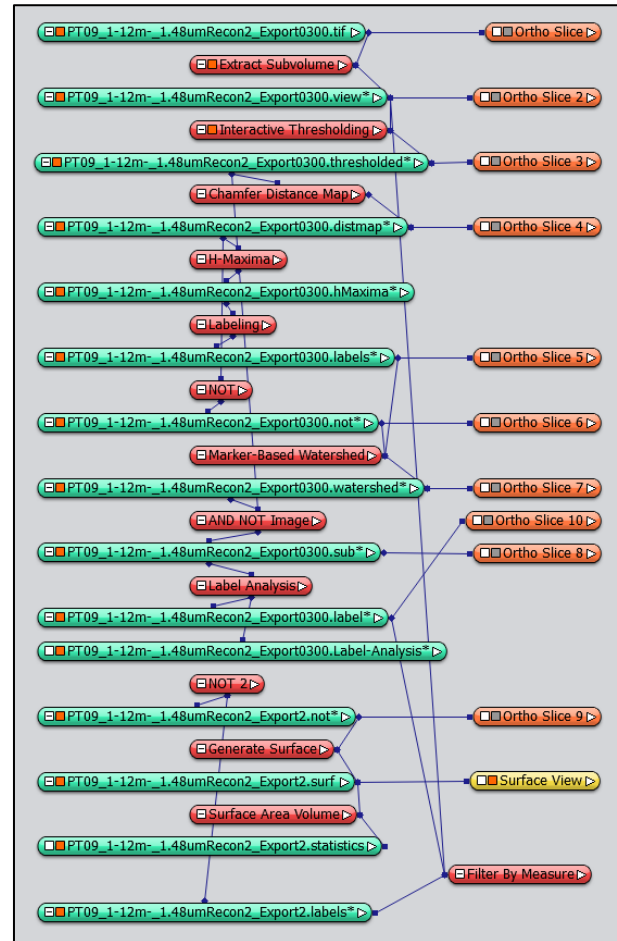 PT09_1-12m-_1.48umRecon2_Export0300.tif
Ortho Slice
Extract Subvolume
PT09_1-12m-_1.48umRecon2_Export0300.view*
Ortho Slice 2
Interactive Thresholding
PT09_1-12m-_1.48umRecon2_Export0300.thresholded*
Ortho Slice 3
Chamfer Distance Map
PT09_1-12m-_1.48umRecon2_Export0300.distmap*
Ortho Slice 4
H-Maxima
PT09_1-12m-_1.48umRecon2_Export0300.hMaxima*
Labeling
PT09_1-12m-_1.48umRecon2_Export0300.labels*
Ortho Slice 5
NOT
PT09_1-12m-_1.48umRecon2_Export0300.not*
Ortho Slice 6
Marker-Based Watershed
PT09_1-12m-_1.48umRecon2_Export0300.watershed*
Ortho Slice 7
AND NOT Image
Ortho Slice 10
PT09_1-12m-_1.48umRecon2_Export0300.sub*
Ortho Slice 8
Label Analysis
PT09_1-12m-_1.48umRecon2_Export0300.label*
PT09_1-12m-_1.48umRecon2_Export0300.Label-Analysis*
NOT 2
PT09_1-12m-_1.48umRecon2_Export2.not*
Ortho Slice 9
Generate Surface
PT09_1-12m-_1.48umRecon2_Export2.surf
Surface View
Surface Area Volume
PT09_1-12m-_1.48umRecon2_Export2.statistics
Filter By Measure
PT09_1-12m-_1.48umRecon2_Export2.labels*